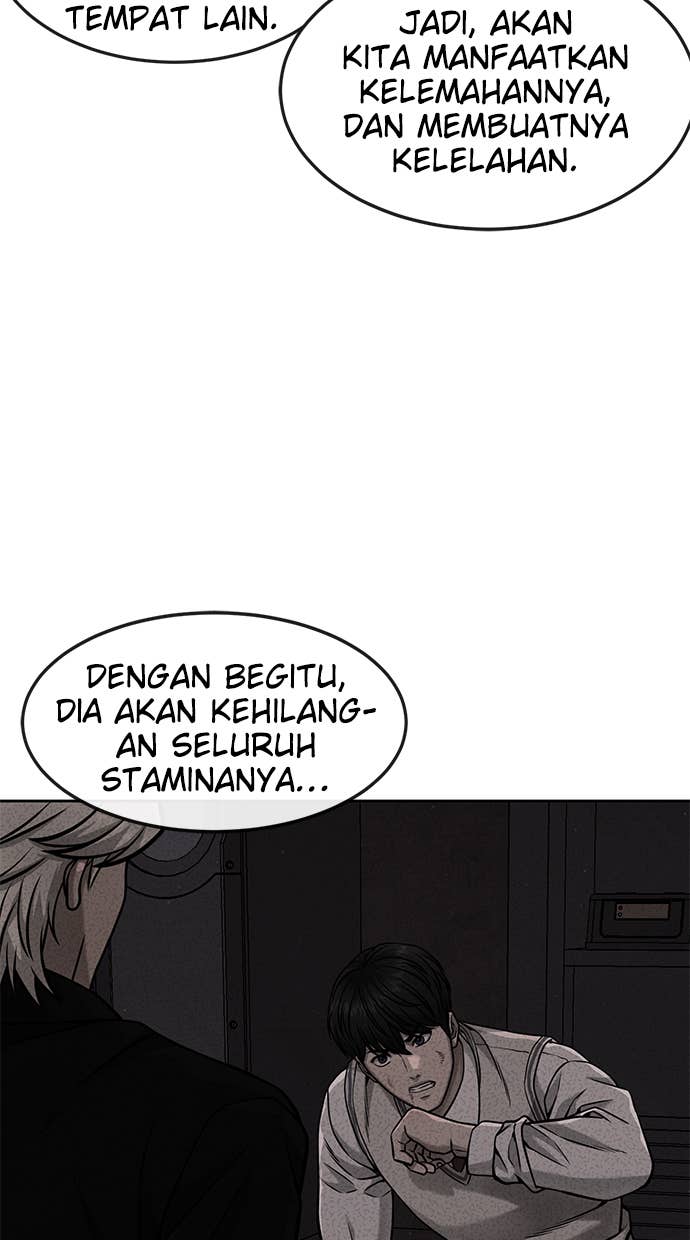 TEMPAT LAIN.
JADI, AKAN
KITA MANFAATKAN
KELEMAHANNYA,
DAN MEMBUATNYA
KELELAHAN.
DENGAN BEGITU,
DIA AKAN KEHILANG-
AN SELURUH
STAMINANYA...